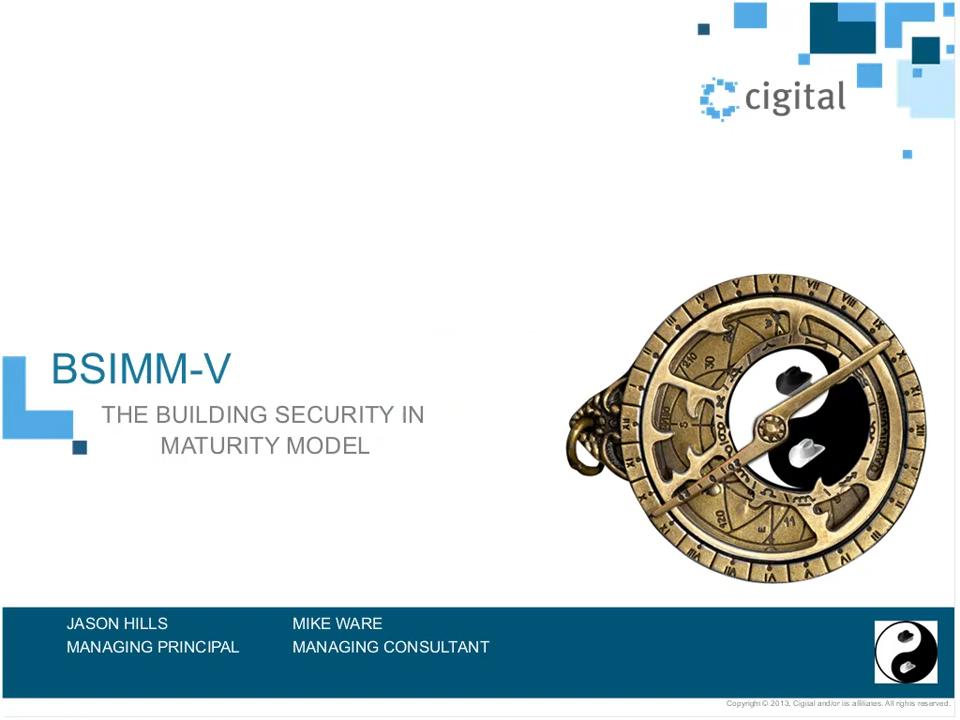 cigital
BSIMM-V
THE BUILDING SECURITY IN
MATURITY MODEL
JASON HILLS
MANAGING PRINCIPAL
MIKE WARE
MANAGING CONSULTANT
Copyright © 2013, Cigital and/or its affiliates. All rights reserved.